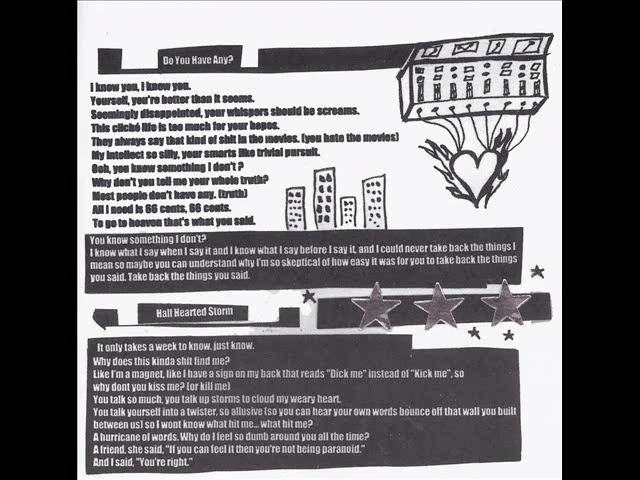 Do You Have Any?
I know you, I know you.
Yourself, you're better than it seems.
Seemingly disappointed, your whispers should be screams.
This cliché life is too much for your hopes.
They always say that kind of shit in the movies. (you hate the movies)
My intellect so silly, your smarts like trivial pursuit.
Ooh, you know something I don't ?
Why don't you tell me your whole truth?
Most people don't have any. (truth)
All I need is 66 cents, 66 cents.
To go to heaven that's what you said.
You know something I don't?
I know what I say when I say it and I know what I say before I say it, and I could never take back the things I
mean so maybe you can understand why I'm so skeptical of how easy it was for you to take back the things
you said. Take back the things you said.
Half Hearted Storm
It only takes a week to know, just know.
Why does this kinda shit find me?
Like I'm a magnet, like I have a sign on my back that reads "Dick me" instead of "Kick me", so
why dont you kiss me? (or kill me)
You talk so much, you talk up storms to cloud my weary heart.
You talk yourself into a twister, so allusive (so you can hear your own words bounce off that wall you built
between us) so I wont know what hit me... what hit me?
A hurricane of words. Why do I feel so dumb around you all the time?
A friend, she said, "If you can feel it then you're not being paranoid."
And I said, "You're right."